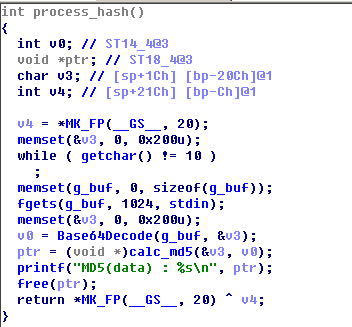 int process_hash()
{
  int v0; // ST14_4@3
  void *ptr; // ST18_4@3
  char v3; // [sp+1Ch] [bp-20Ch]@1
  int v4; // [sp+21Ch] [bp-Ch]@1

  v4 = *MK_FP(__GS__, 20);
  memset(&v3, 0, 0x200u);
  while ( getchar() != 10 )
    ;
  memset(g_buf, 0, sizeof(g_buf));
  fgets(g_buf, 1024, stdin);
  memset(&v3, 0, 0x200u);
  v0 = Base64Decode(g_buf, &v3);
  ptr = (void *)calc_md5(&v3, v0);
  printf("MD5(data) : %s\n", ptr);
  free(ptr);
  return *MK_FP(__GS__, 20) ^ v4;
}